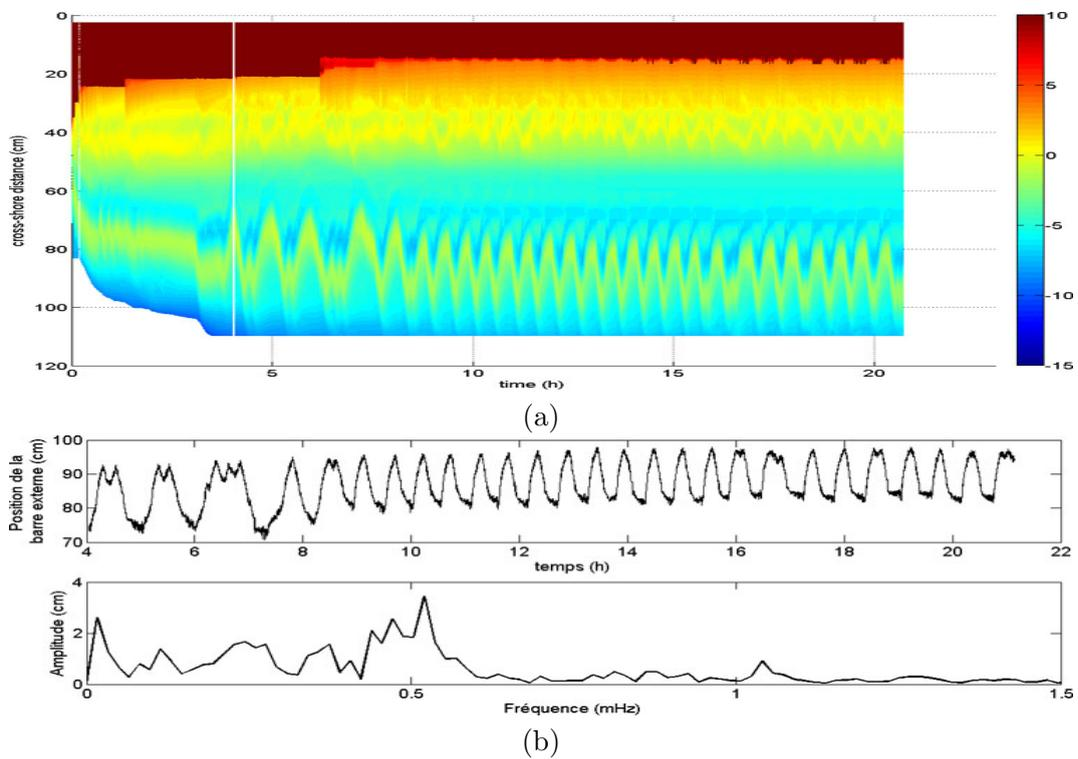 0
20
40
60
80
100
120
cross-shore distance (cm)
0 5 10 15 20
time (h)
10
5
0
-5
-10
-15
(a)
100
90
80
70
Position de la
barre externe (cm)
4 6 8 10 12 14 16 18 20 22
temps (h)
4
2
0
Amplitude (cm)
0 0.5 1 1.5
Fréquence (mHz)
(b)